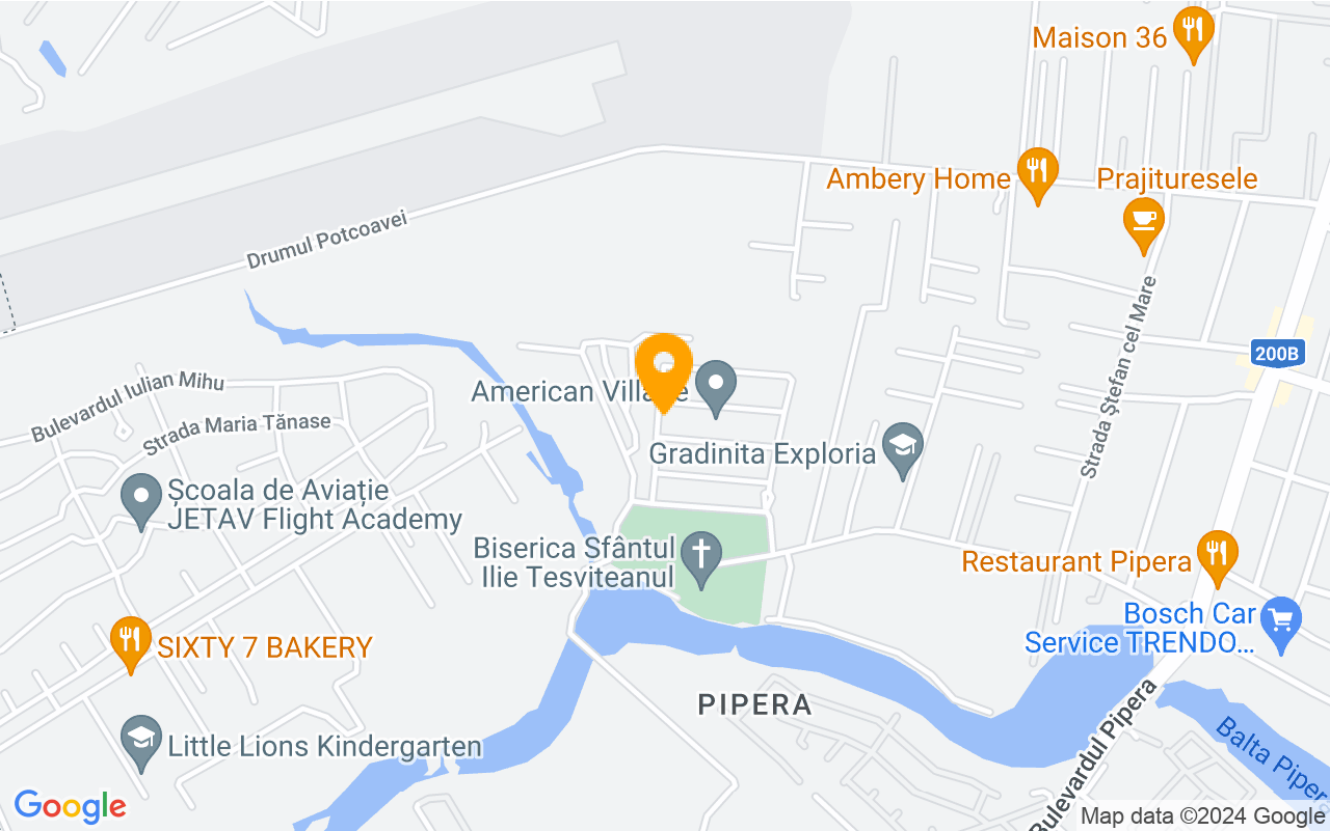 Maison 36
Ambery Home
Prajituresele
Drumul Potcoavei
200B
Strada Ștefan cel Mare
Bulevardul Iulian Mihu
Strada Maria Tănase
American Village
Gradinita Exploria
Școala de Aviație
JETAV Flight Academy
Biserica Sfântul
Ilie Tesviteanul
Restaurant Pipera
Bosch Car
Service TRENDO...
SIXTY 7 BAKERY
PIPERA
Bulevardul Pipera
Balta Piper
Little Lions Kindergarten
Google
Map data ©2024 Google